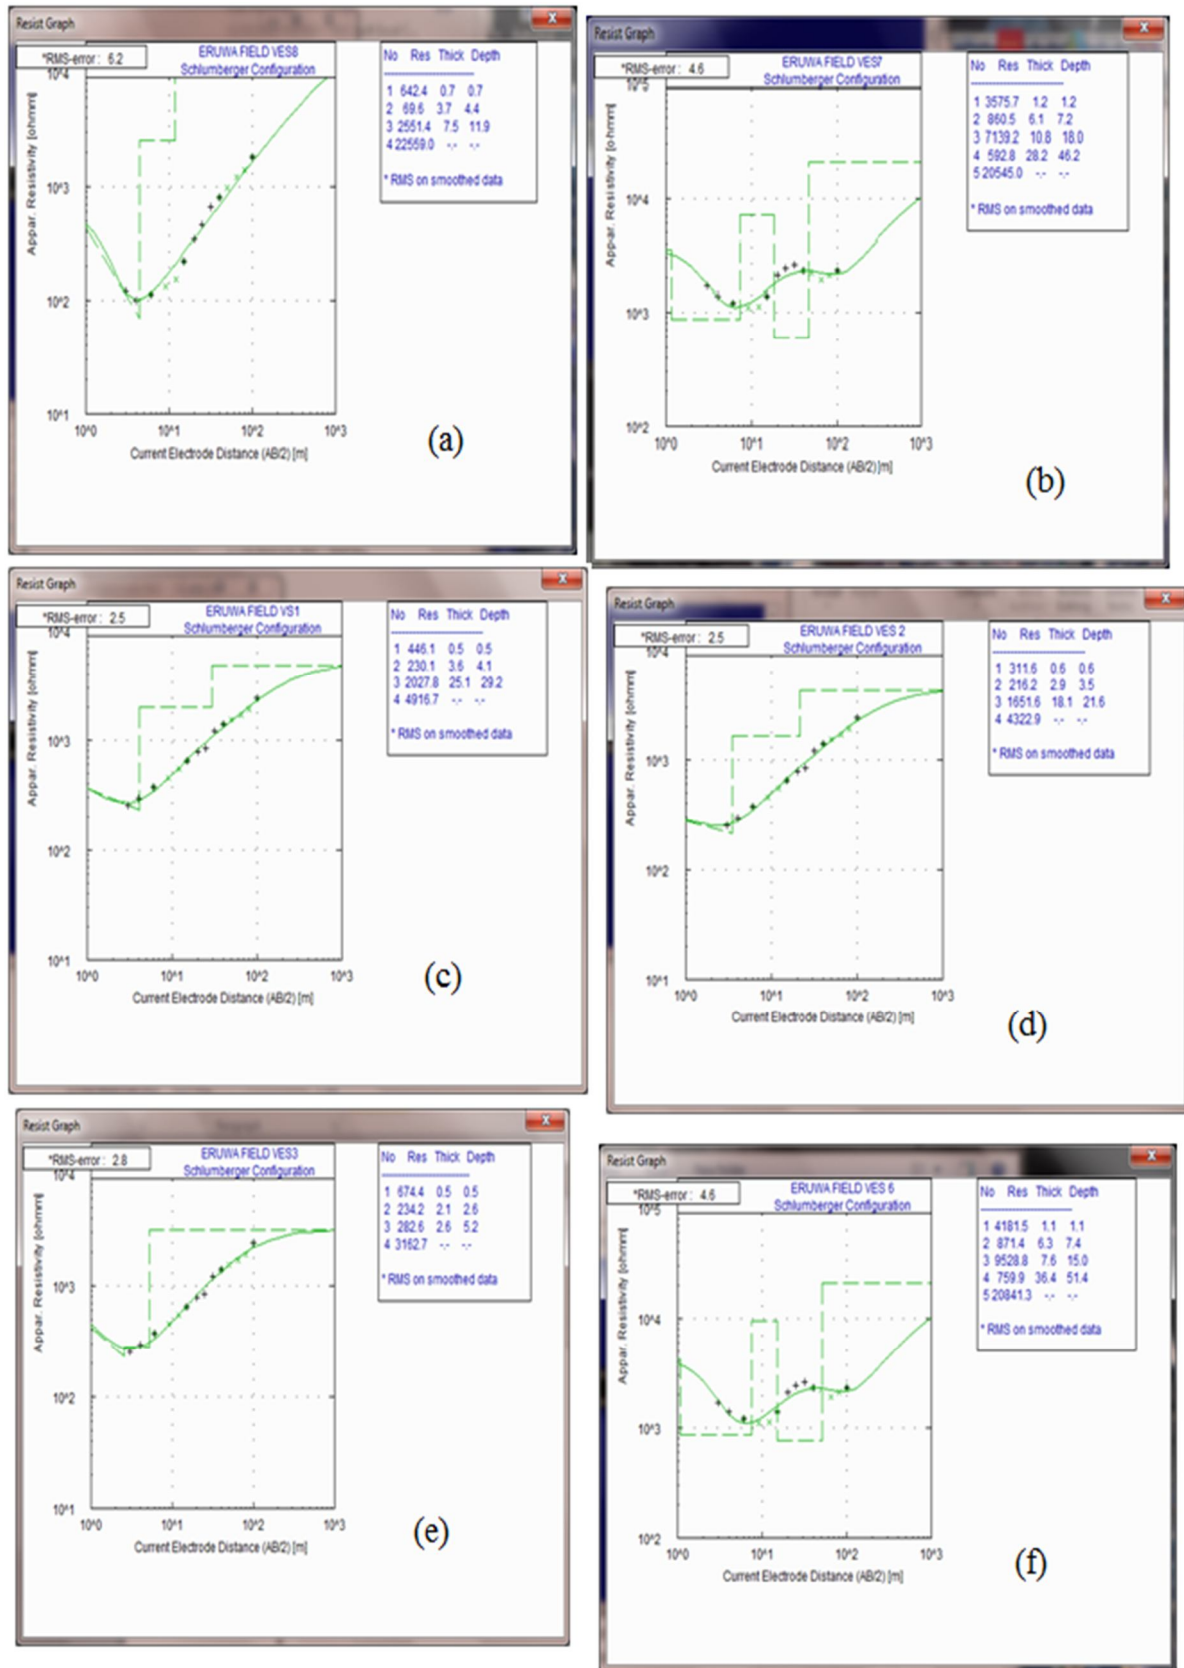 Resist Graph
X
*RMS-error : 6.2
ERUWA FIELD VES8
Schlumberger Configuration
Appar. Resistivity [ohmm]
10^4
10^3
10^2
10^1
10^0 10^1 10^2 10^3
Current Electrode Distance (AB/2) [m]
No Res Thick Depth
1 642.4 0.7 0.7
2 69.6 3.7 4.4
3 2551.4 7.5 11.9
4 22559.0 -.- -.-
* RMS on smoothed data
(a)
Resist Graph
X
*RMS-error : 4.6
ERUWA FIELD VES7
Schlumberger Configuration
Appar. Resistivity [ohmm]
10^5
10^4
10^3
10^2
10^0 10^1 10^2 10^3
Current Electrode Distance (AB/2) [m]
No Res Thick Depth
1 3575.7 1.2 1.2
2 860.5 6.1 7.2
3 7139.2 10.8 18.0
4 592.8 28.2 46.2
5 20545.0 -.- -.-
* RMS on smoothed data
(b)
Resist Graph
X
*RMS-error : 2.5
ERUWA FIELD VS1
Schlumberger Configuration
Appar. Resistivity [ohmm]
10^4
10^3
10^2
10^1
10^0 10^1 10^2 10^3
Current Electrode Distance (AB/2) [m]
No Res Thick Depth
1 446.1 0.5 0.5
2 230.1 3.6 4.1
3 2027.8 25.1 29.2
4 4916.7 -.- -.-
* RMS on smoothed data
(c)
Resist Graph
X
*RMS-error : 2.5
ERUWA FIELD VES 2
Schlumberger Configuration
Appar. Resistivity [ohmm]
10^4
10^3
10^2
10^1
10^0 10^1 10^2 10^3
Current Electrode Distance (AB/2) [m]
No Res Thick Depth
1 311.6 0.6 0.6
2 216.2 2.9 3.5
3 1651.6 18.1 21.6
4 4322.9 -.- -.-
* RMS on smoothed data
(d)
Resist Graph
X
*RMS-error : 2.8
ERUWA FIELD VES3
Schlumberger Configuration
Appar. Resistivity [ohmm]
10^4
10^3
10^2
10^1
10^0 10^1 10^2 10^3
Current Electrode Distance (AB/2) [m]
No Res Thick Depth
1 674.4 0.5 0.5
2 234.2 2.1 2.6
3 282.6 2.6 5.2
4 3162.7 -.- -.-
* RMS on smoothed data
(e)
Resist Graph
X
*RMS-error : 4.6
ERUWA FIELD VES 6
Schlumberger Configuration
Appar. Resistivity [ohmm]
10^5
10^4
10^3
10^2
10^0 10^1 10^2 10^3
Current Electrode Distance (AB/2) [m]
No Res Thick Depth
1 4181.5 1.1 1.1
2 871.4 6.3 7.4
3 9528.8 7.6 15.0
4 759.9 36.4 51.4
5 20841.3 -.- -.-
* RMS on smoothed data
(f)